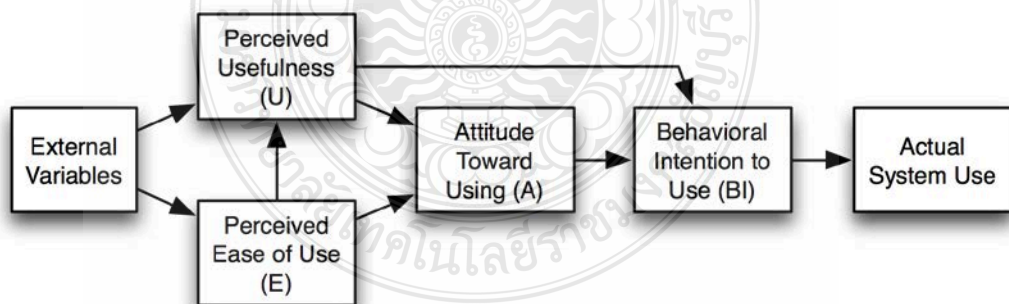 Perceived
Usefulness
(U)
External
Variables
Perceived
Ease of Use
(E)
Attitude
Toward
Using (A)
Behavioral
Intention to
Use (BI)
Actual
System Use